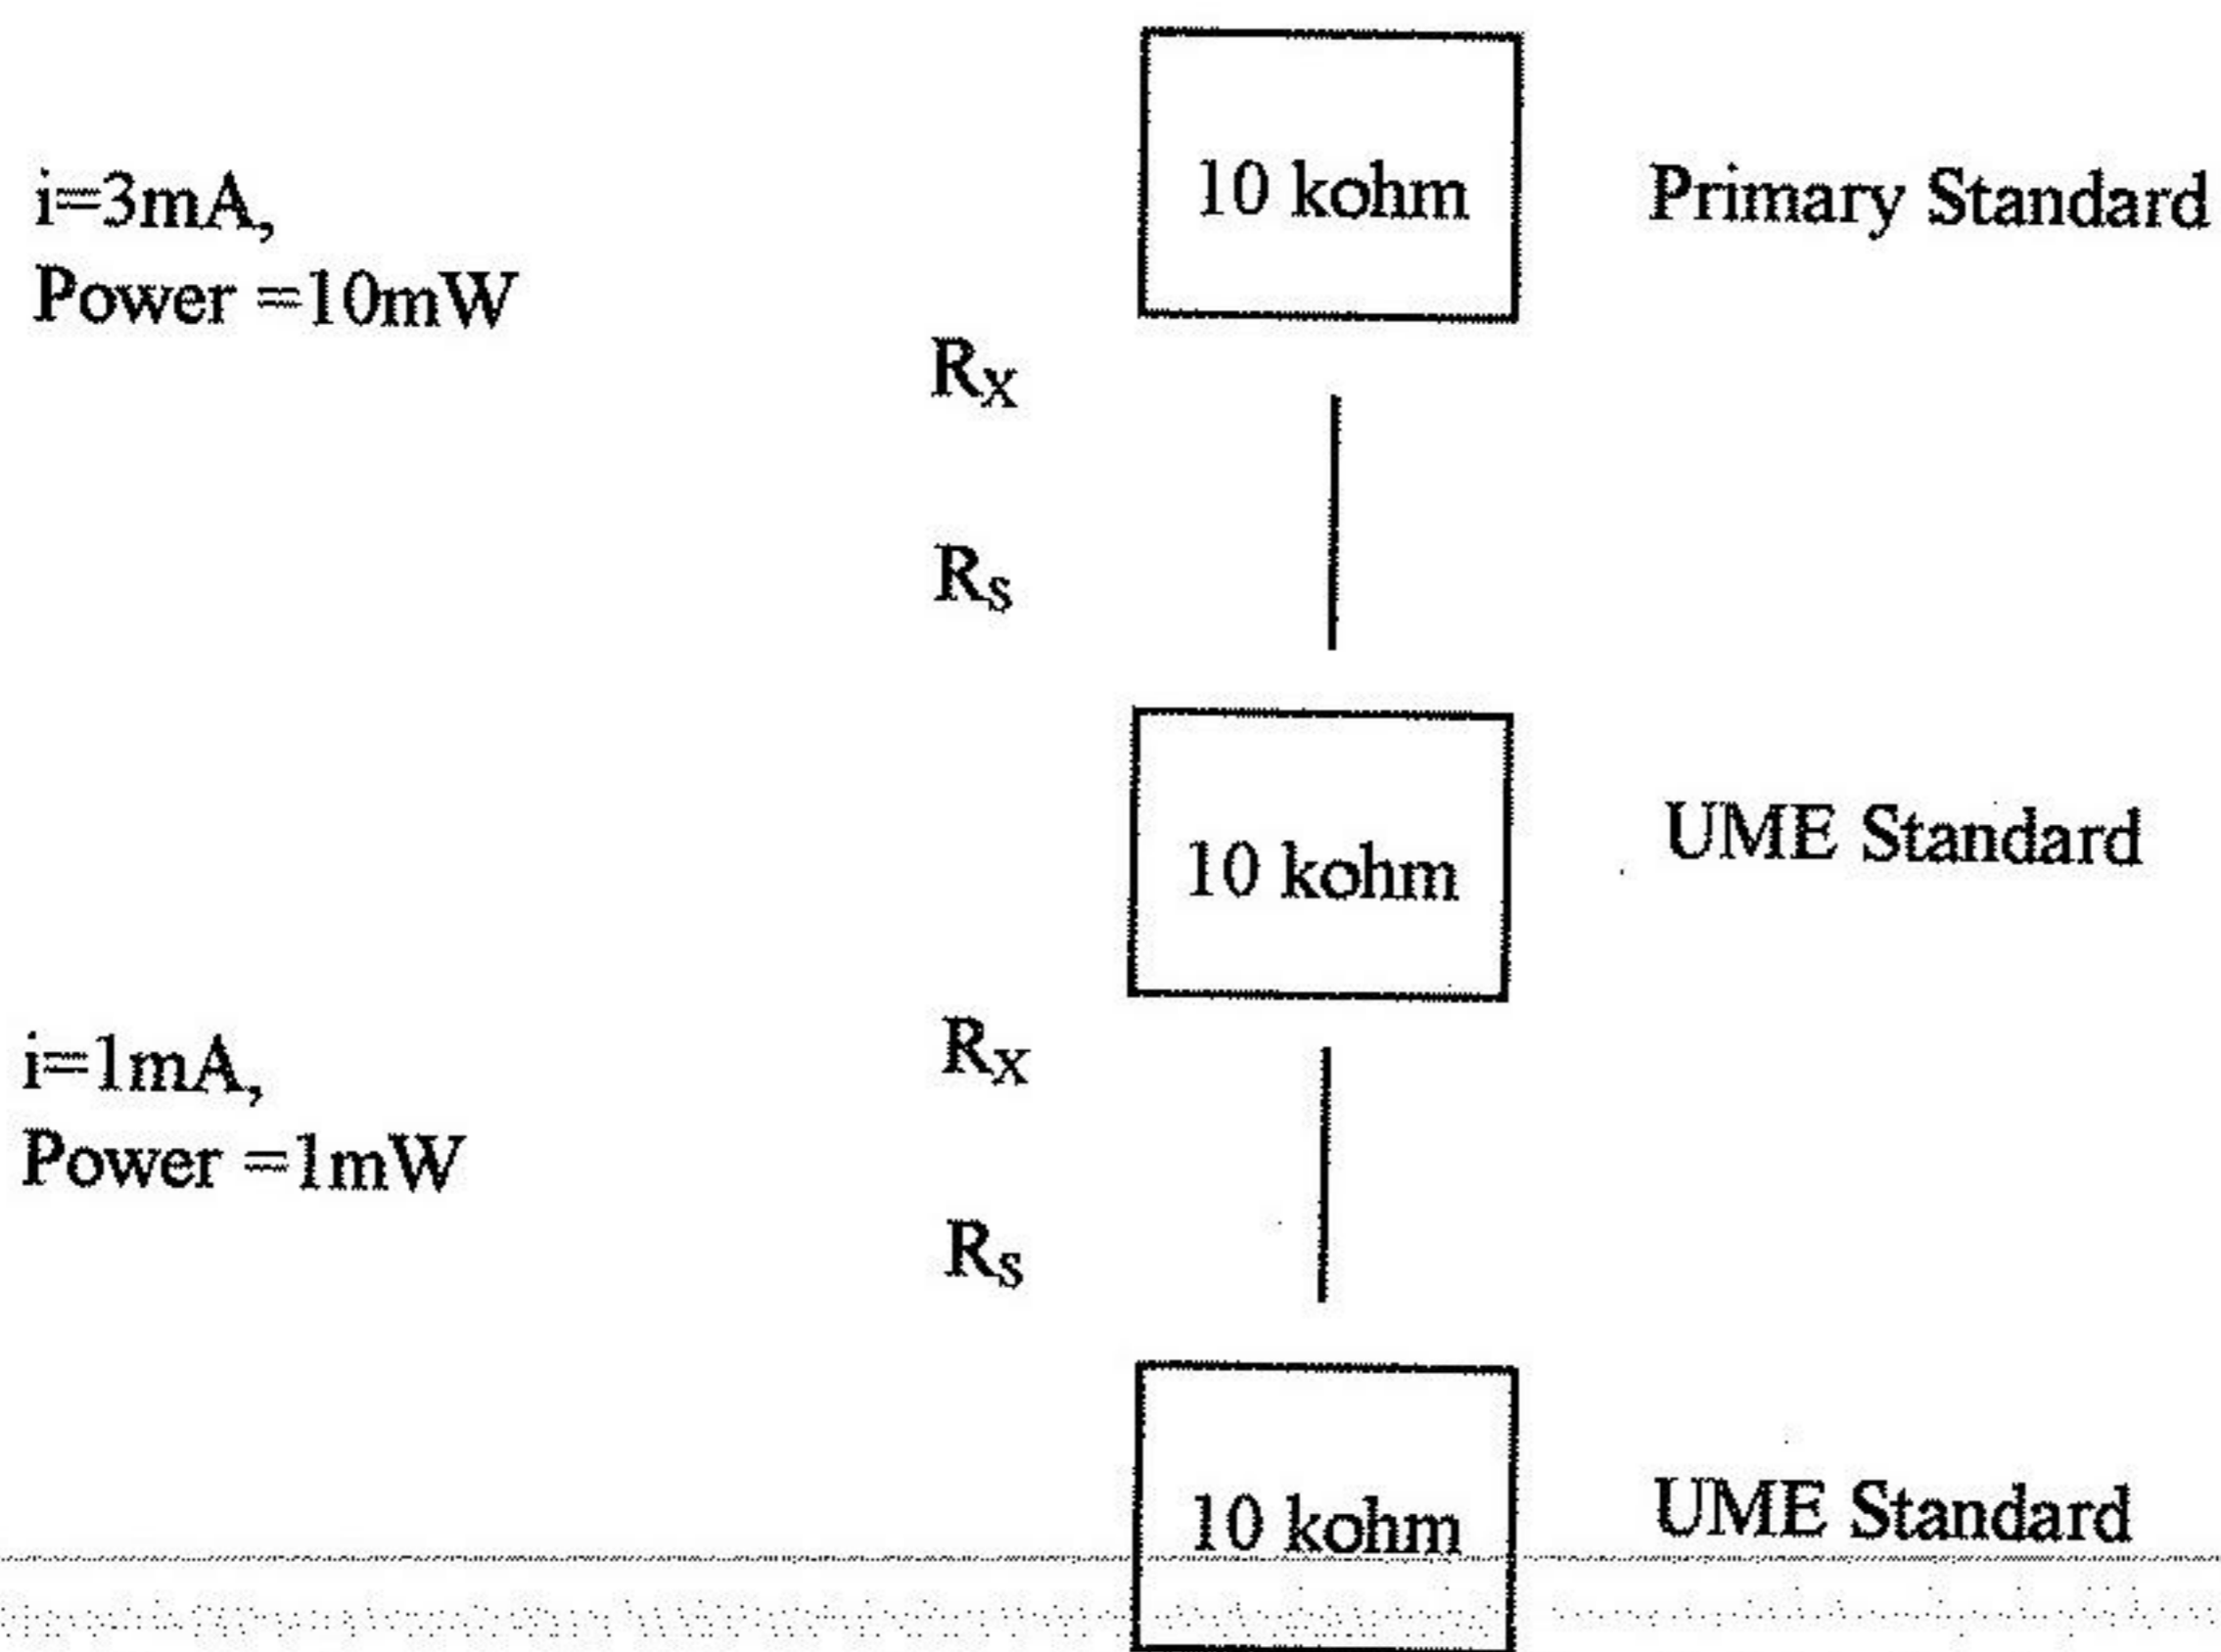 10 kohm
Primary Standard
i=3mA,
Power =10mW
RX
RS
10 kohm
UME Standard
i=1mA,
Power =1mW
RX
RS
10 kohm
UME Standard